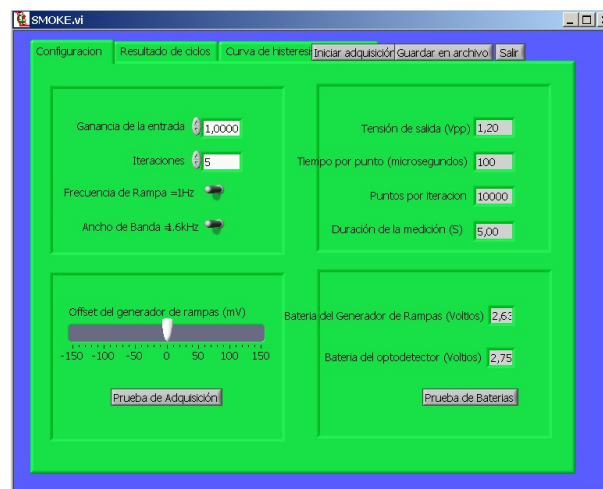 SMOKE.vi
Configuracion
Resultado de ciclos
Curva de histeres
Iniciar adquisición
Guardar en archivo
Salir
Ganancia de la entrada
1,0000
Iteraciones
5
Frecuencia de Rampa =1Hz
Ancho de Banda =1.6kHz
Tensión de salida (Vpp)
1,20
Tiempo por punto (microsegundos)
100
Puntos por iteracion
10000
Duración de la medición (S)
5,00
Offset del generador de rampas (mV)
-150 -100 -50 0 50 100 150
Prueba de Adquisición
Bateria del Generador de Rampas (Voltios)
2,63
Bateria del optodetector (Voltios)
2,75
Prueba de Baterias